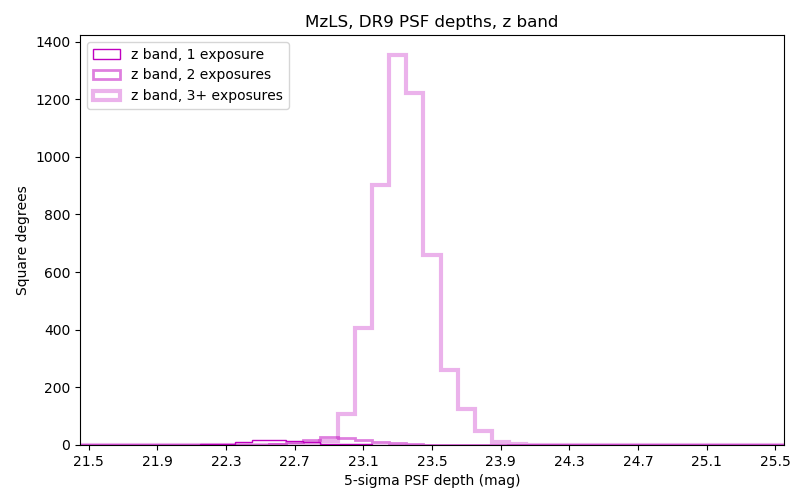 MzLS, DR9 PSF depths, z band
z band, 1 exposure
z band, 2 exposures
z band, 3+ exposures
1400
1200
1000
800
600
400
200
0
Square degrees
21.5 21.9 22.3 22.7 23.1 23.5 23.9 24.3 24.7 25.1 25.5
5-sigma PSF depth (mag)